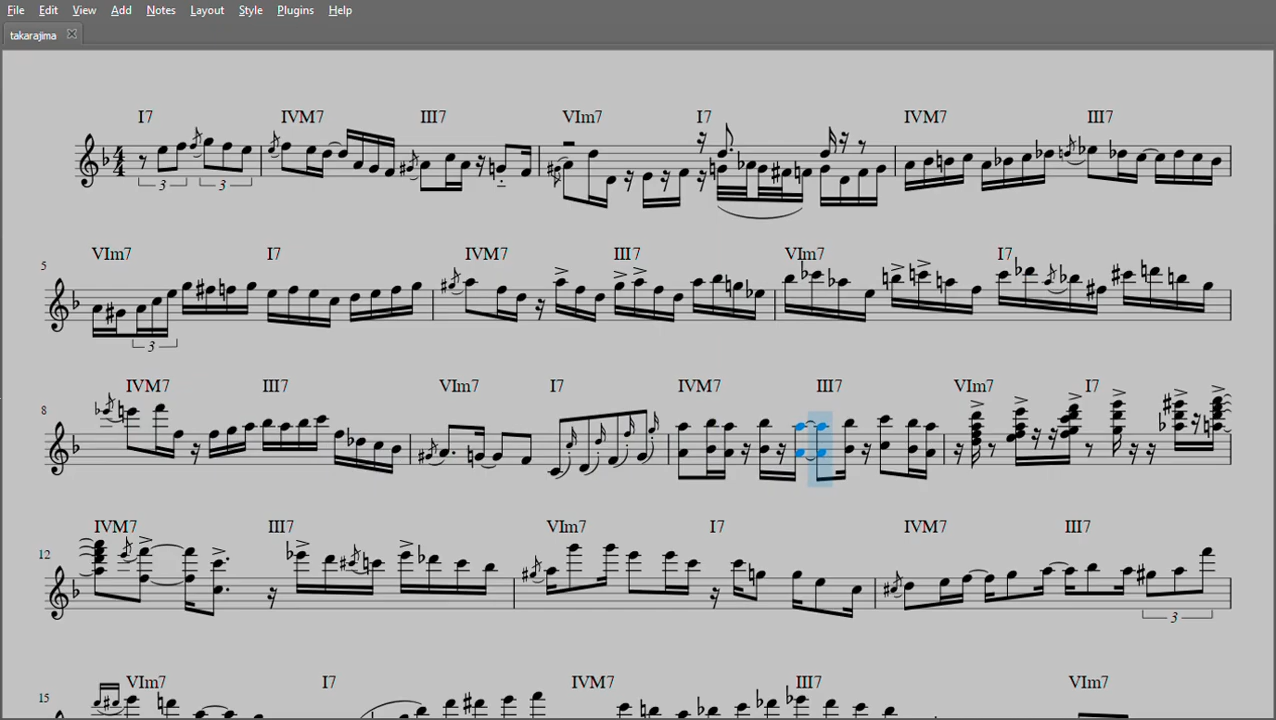 File Edit View Add Notes Layout Style Plugins Help
takarajima
I7 IVM7 III7 VIm7 I7 IVM7 III7
4
4
3 3
5
VIm7 I7 IVM7 III7 VIm7 I7
3
8
IVM7 III7 VIm7 I7 IVM7 III7 VIm7 I7
12
IVM7 III7 VIm7 I7 IVM7 III7
3
15
VIm7 I7 IVM7 III7 VIm7